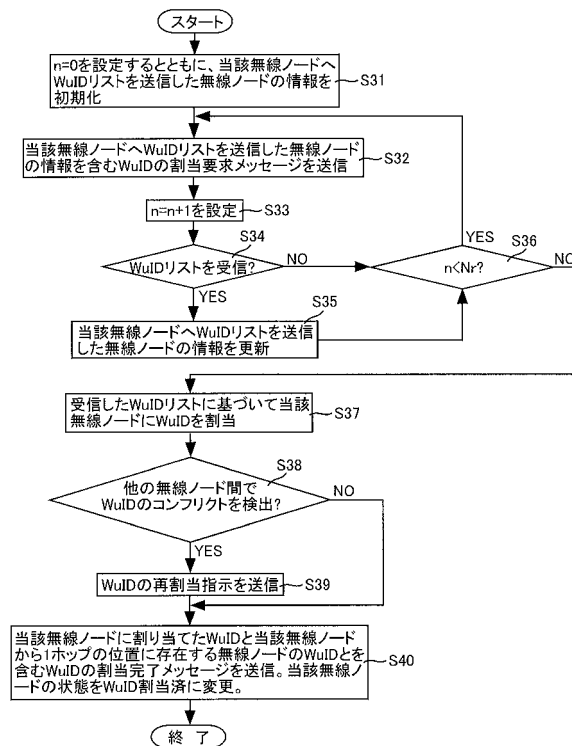 スタート
n=0を設定するとともに、当該無線ノードへ
WuIDリストを送信した無線ノードの情報を
初期化
S31
当該無線ノードへWuIDリストを送信した無線ノード
の情報を含むWuIDの割当要求メッセージを送信
S32
n=n+1を設定
S33
S34
WuIDリストを受信?
NO
YES
YES
S36
n<Nr?
NO
S35
当該無線ノードへWuIDリストを送信
した無線ノードの情報を更新
受信したWuIDリストに基づいて当該
無線ノードにWuIDを割当
S37
S38
他の無線ノード間で
WuIDのコンフリクトを検出?
NO
YES
WuIDの再割当指示を送信
S39
当該無線ノードに割り当てたWuIDと当該無線ノード
から1ホップの位置に存在する無線ノードのWuIDとを
含むWuIDの割当完了メッセージを送信。当該無線ノ
ードの状態をWuID割当済に変更。
S40
終了